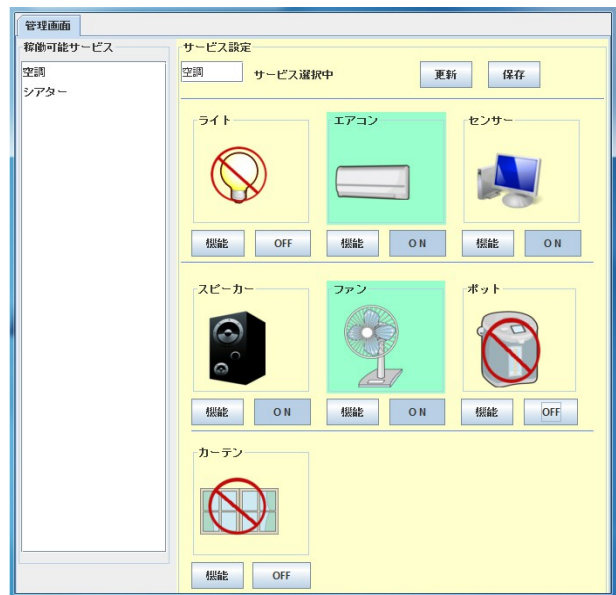 管理画面
稼働可能サービス
空調
シアター
サービス設定
空調 サービス選択中 更新 保存
ライト エアコン センサー
機能 OFF 機能 ON 機能 ON
スピーカー ファン ポット
機能 ON 機能 ON 機能 OFF
カーテン
機能 OFF